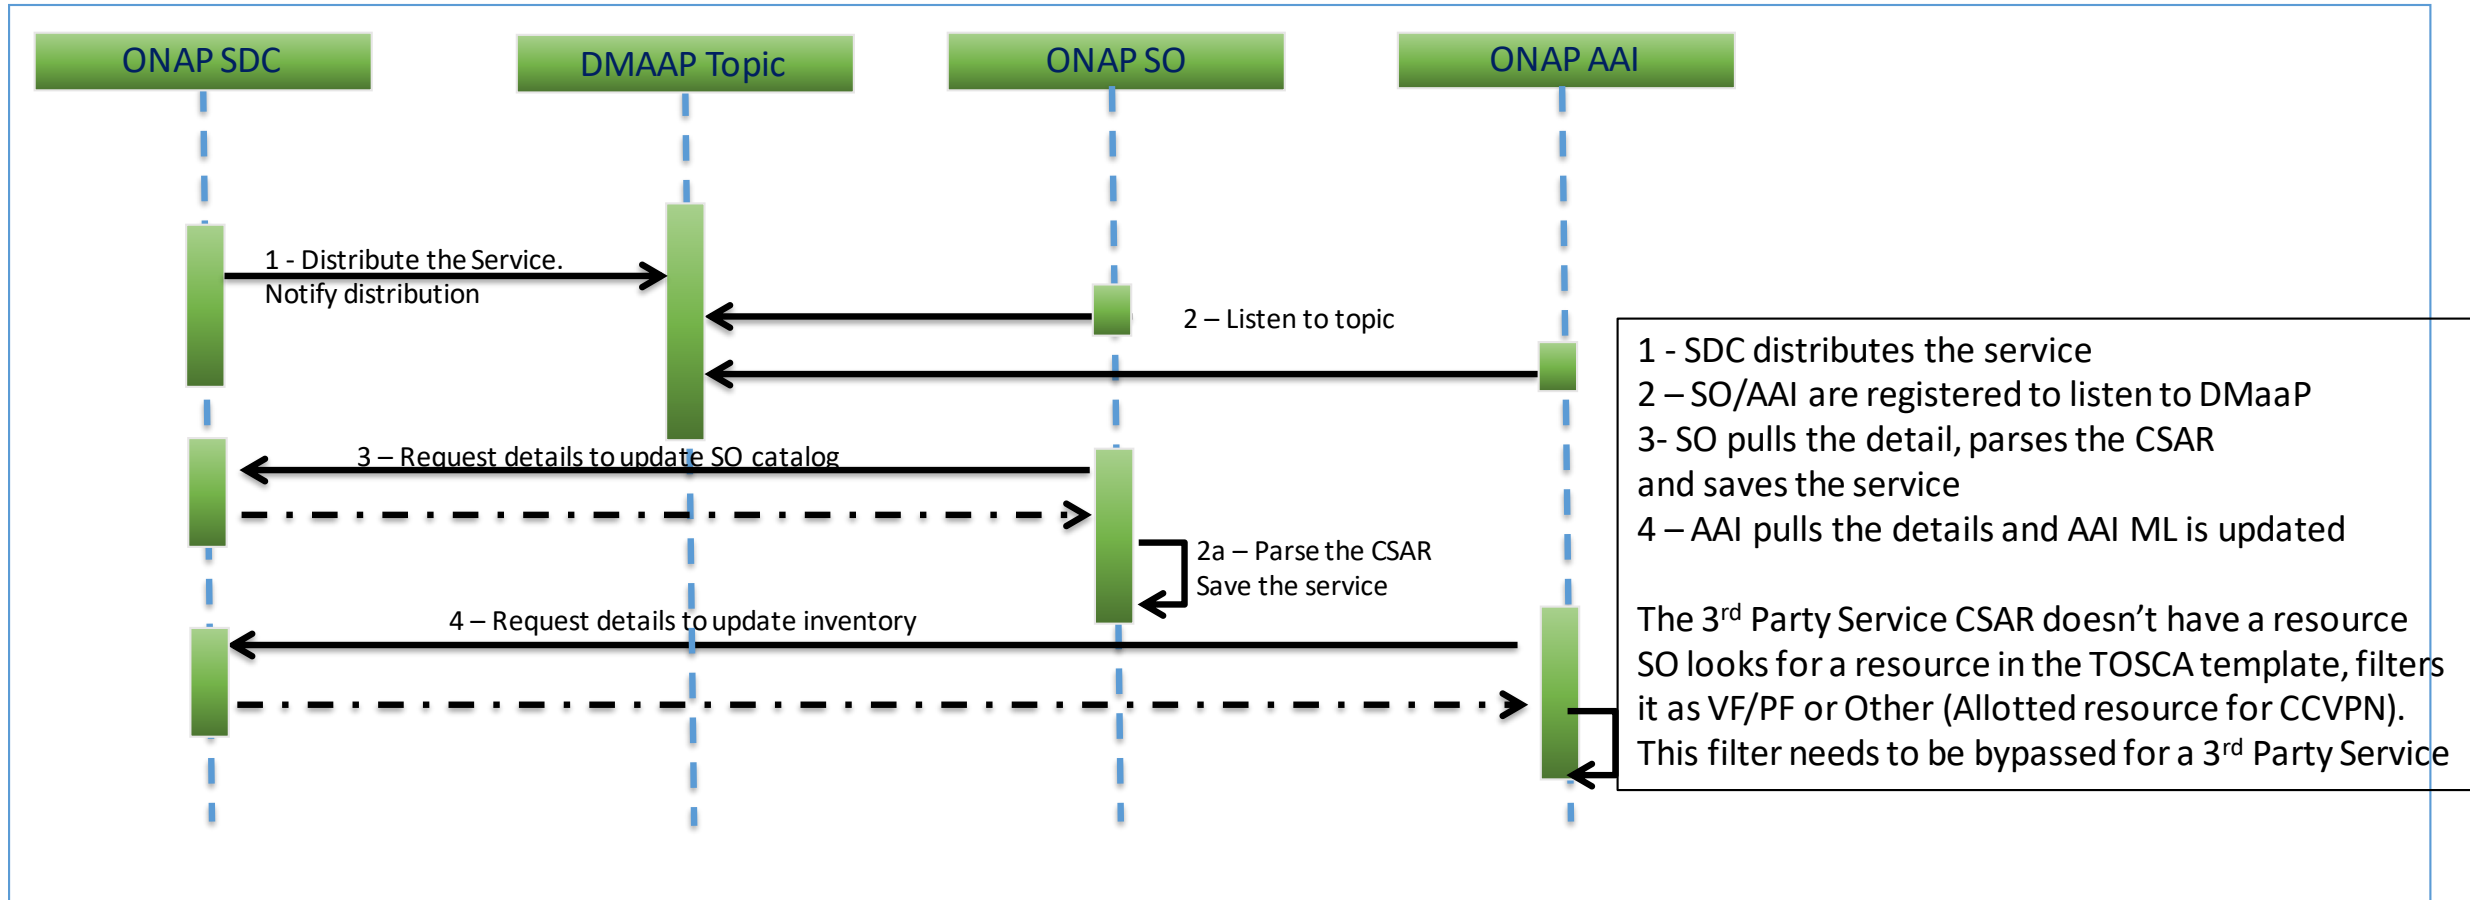 ONAP SDC
DMAAP Topic
ONAP SO
ONAP AAI
1 - Distribute the Service.
Notify distribution
2 – Listen to topic
3 – Request details to update SO catalog
2a – Parse the CSAR
Save the service
4 – Request details to update inventory
1 - SDC distributes the service
2 – SO/AAI are registered to listen to DMaaP
3- SO pulls the detail, parses the CSAR
and saves the service
4 – AAI pulls the details and AAI ML is updated
The 3rd Party Service CSAR doesn’t have a resource
SO looks for a resource in the TOSCA template, filters
it as VF/PF or Other (Allotted resource for CCVPN).
This filter needs to be bypassed for a 3rd Party Service